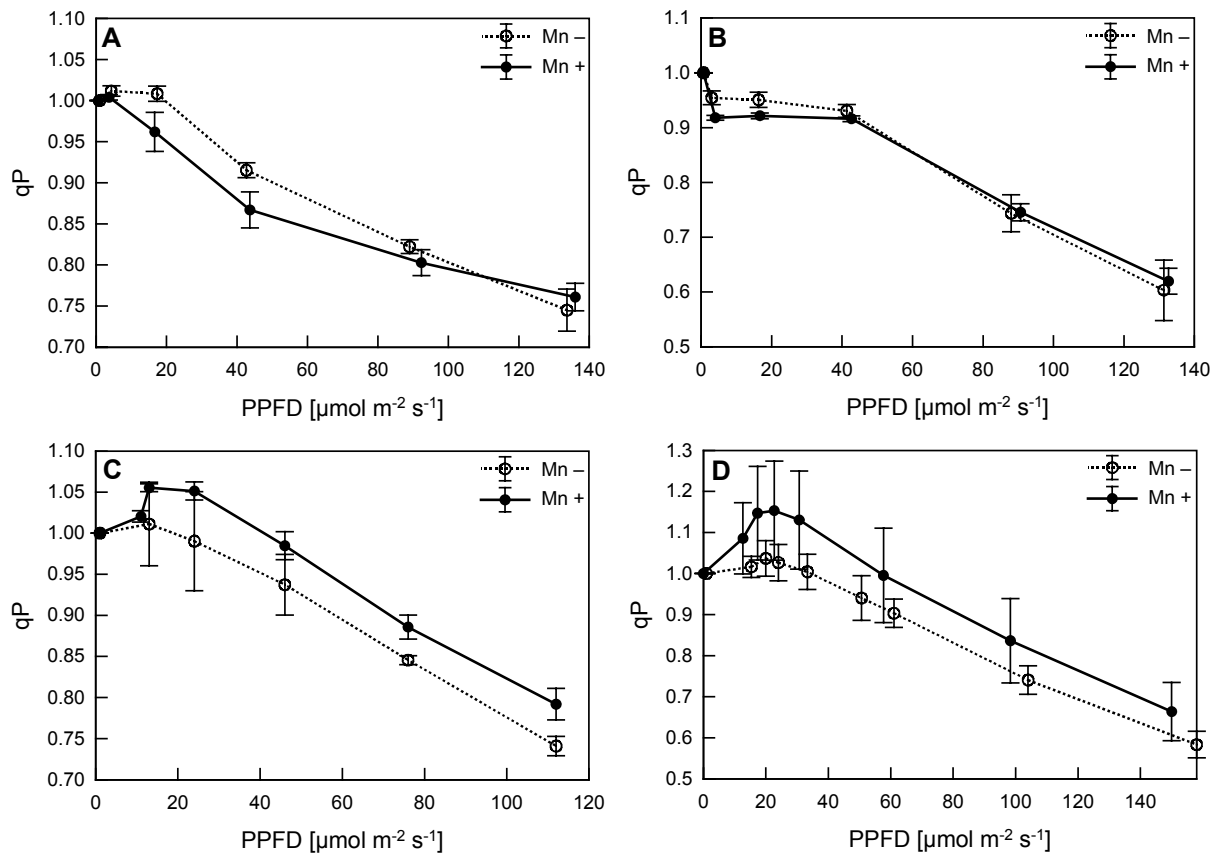 1.10
A
Mn –
Mn +
1.05
1.00
0.95
0.90
0.85
0.80
0.75
0.70
qP
0 20 40 60 80 100 120 140
PPFD [µmol m⁻² s⁻¹]
B
Mn –
Mn +
1.0
0.9
0.8
0.7
0.6
0.5
qP
0 20 40 60 80 100 120 140
PPFD [µmol m⁻² s⁻¹]
1.10
C
Mn –
Mn +
1.05
1.00
0.95
0.90
0.85
0.80
0.75
0.70
qP
0 20 40 60 80 100 120
PPFD [µmol m⁻² s⁻¹]
1.3
D
Mn –
Mn +
1.2
1.1
1.0
0.9
0.8
0.7
0.6
0.5
qP
0 20 40 60 80 100 120 140
PPFD [µmol m⁻² s⁻¹]